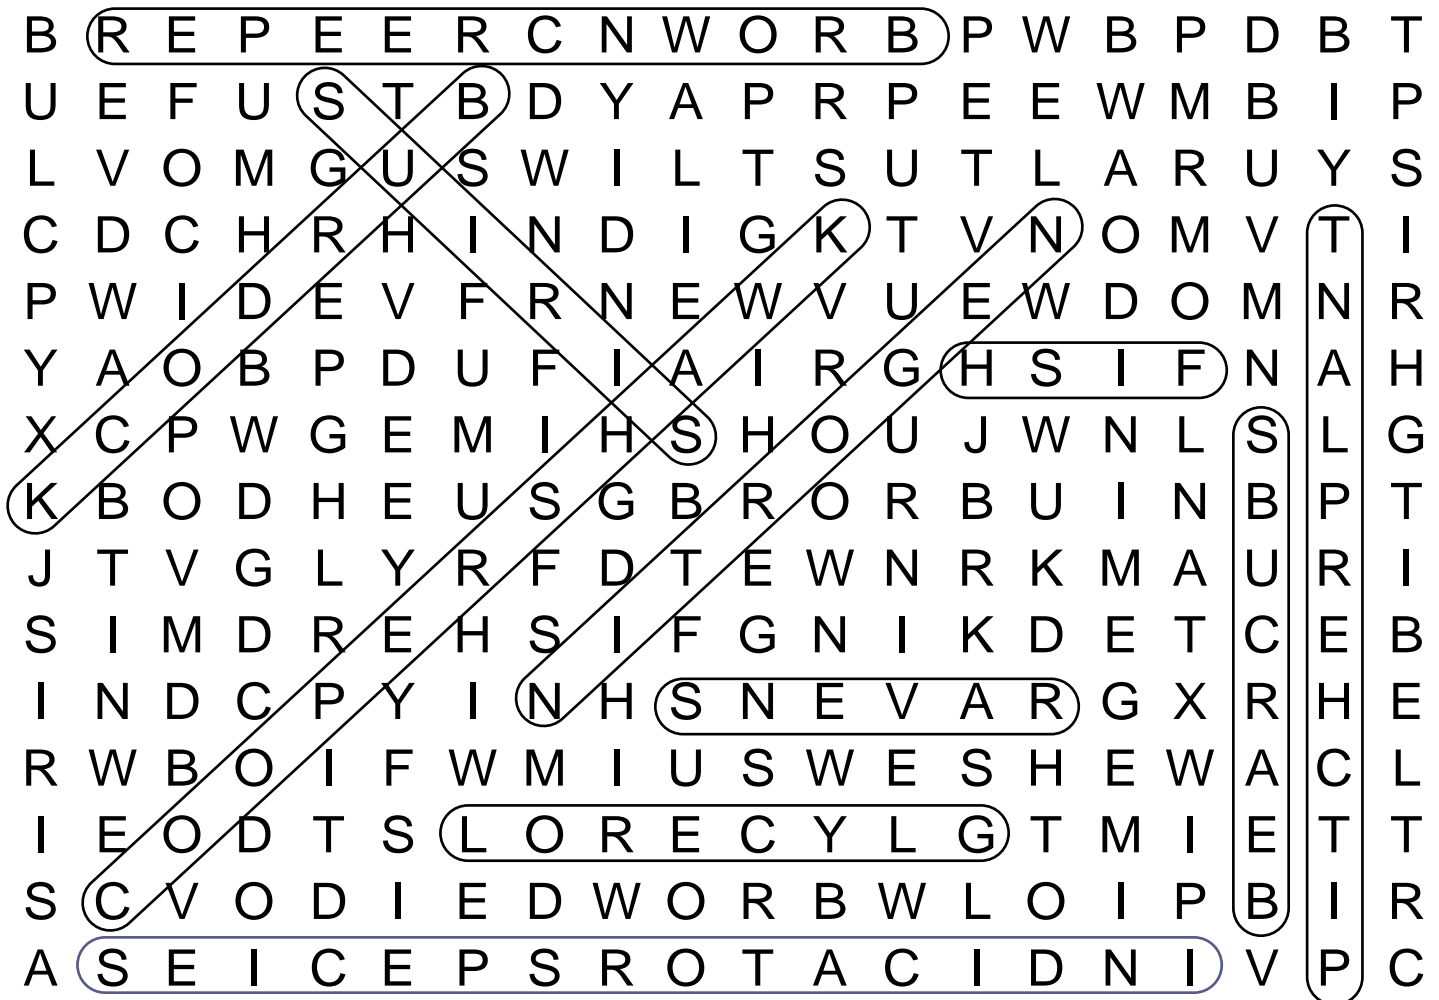 B R E P E E R C N W O R B P W B P D B T
U E F U S T B D Y A P R P E E W M B I P
L V O M G U S W I L T S U T L A R U Y S
C D C H R H I N D I G K T V N O M V T I
P W I D E V F R N E W V U E W D O M N R
Y A O B P D U F I A I R G H S I F N A H
X C P W G E M I H S H O U J W N L S L G
K B O D H E U S G B R O R B U I N B P T
J T V G L Y R F D T E W N R K M A U R I
S I M D R E H S I F G N I K D E T C E B
I N D C P Y I N H S N E V A R G X R H E
R W B O I F W M I U S W E S H E W A C L
I E O D T S L O R E C Y L G T M I E T T
S C V O D I E D W O R B W L O I P B I R
A S E I C E P S R O T A C I D N I V P C